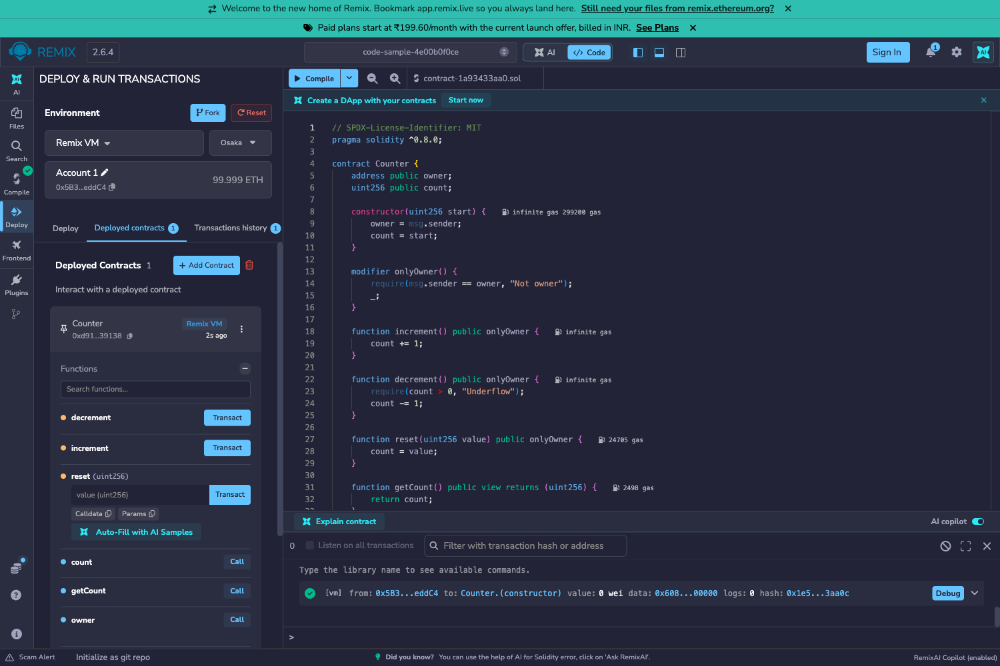 Welcome to the new home of Remix. Bookmark app.remix.live so you always land here. Still need your files from remix.ethereum.org?
Paid plans start at ₹199.60/month with the current launch offer, billed in INR. See Plans
REMIX 2.6.4 code-sample-4e00b0f0ce AI </> Code Sign In 1 AI
AI
Files
Search
Compile
Deploy
Frontend
Plugins
DEPLOY & RUN TRANSACTIONS
Environment Fork Reset
Remix VM Osaka
Account 1
0x5B3...eddC4
99.999 ETH
Deploy Deployed contracts 1 Transactions history 1
Deployed Contracts 1 + Add Contract
Interact with a deployed contract
Counter Remix VM
0xd91...39138 2s ago
Functions
Search functions...
decrement Transact
increment Transact
reset (uint256)
value (uint256) Transact
Calldata Params
Auto-Fill with AI Samples
count Call
getCount Call
owner Call
Compile contract-1a93433aa0.sol
Create a DApp with your contracts Start now
1 // SPDX-License-Identifier: MIT
2 pragma solidity ^0.8.0;
3
4 contract Counter {
5 address public owner;
6 uint256 public count;
7
8 constructor(uint256 start) { infinite gas 299200 gas
9 owner = msg.sender;
10 count = start;
11 }
12
13 modifier onlyOwner() {
14 require(msg.sender == owner, "Not owner");
15 _;
16 }
17
18 function increment() public onlyOwner { infinite gas
19 count += 1;
20 }
21
22 function decrement() public onlyOwner { infinite gas
23 require(count > 0, "Underflow");
24 count -= 1;
25 }
26
27 function reset(uint256 value) public onlyOwner { 24705 gas
28 count = value;
29 }
30
31 function getCount() public view returns (uint256) { 2498 gas
32 return count;
Explain contract AI copilot
0 Listen on all transactions Filter with transaction hash or address
Type the library name to see available commands.
[vm] from: 0x5B3...eddC4 to: Counter.(constructor) value: 0 wei data: 0x608...00000 logs: 0 hash: 0x1e5...3aa0c Debug
>
Scam Alert Initialize as git repo Did you know? You can use the help of AI for Solidity error, click on 'Ask RemixAI'. RemixAI Copilot (enabled)